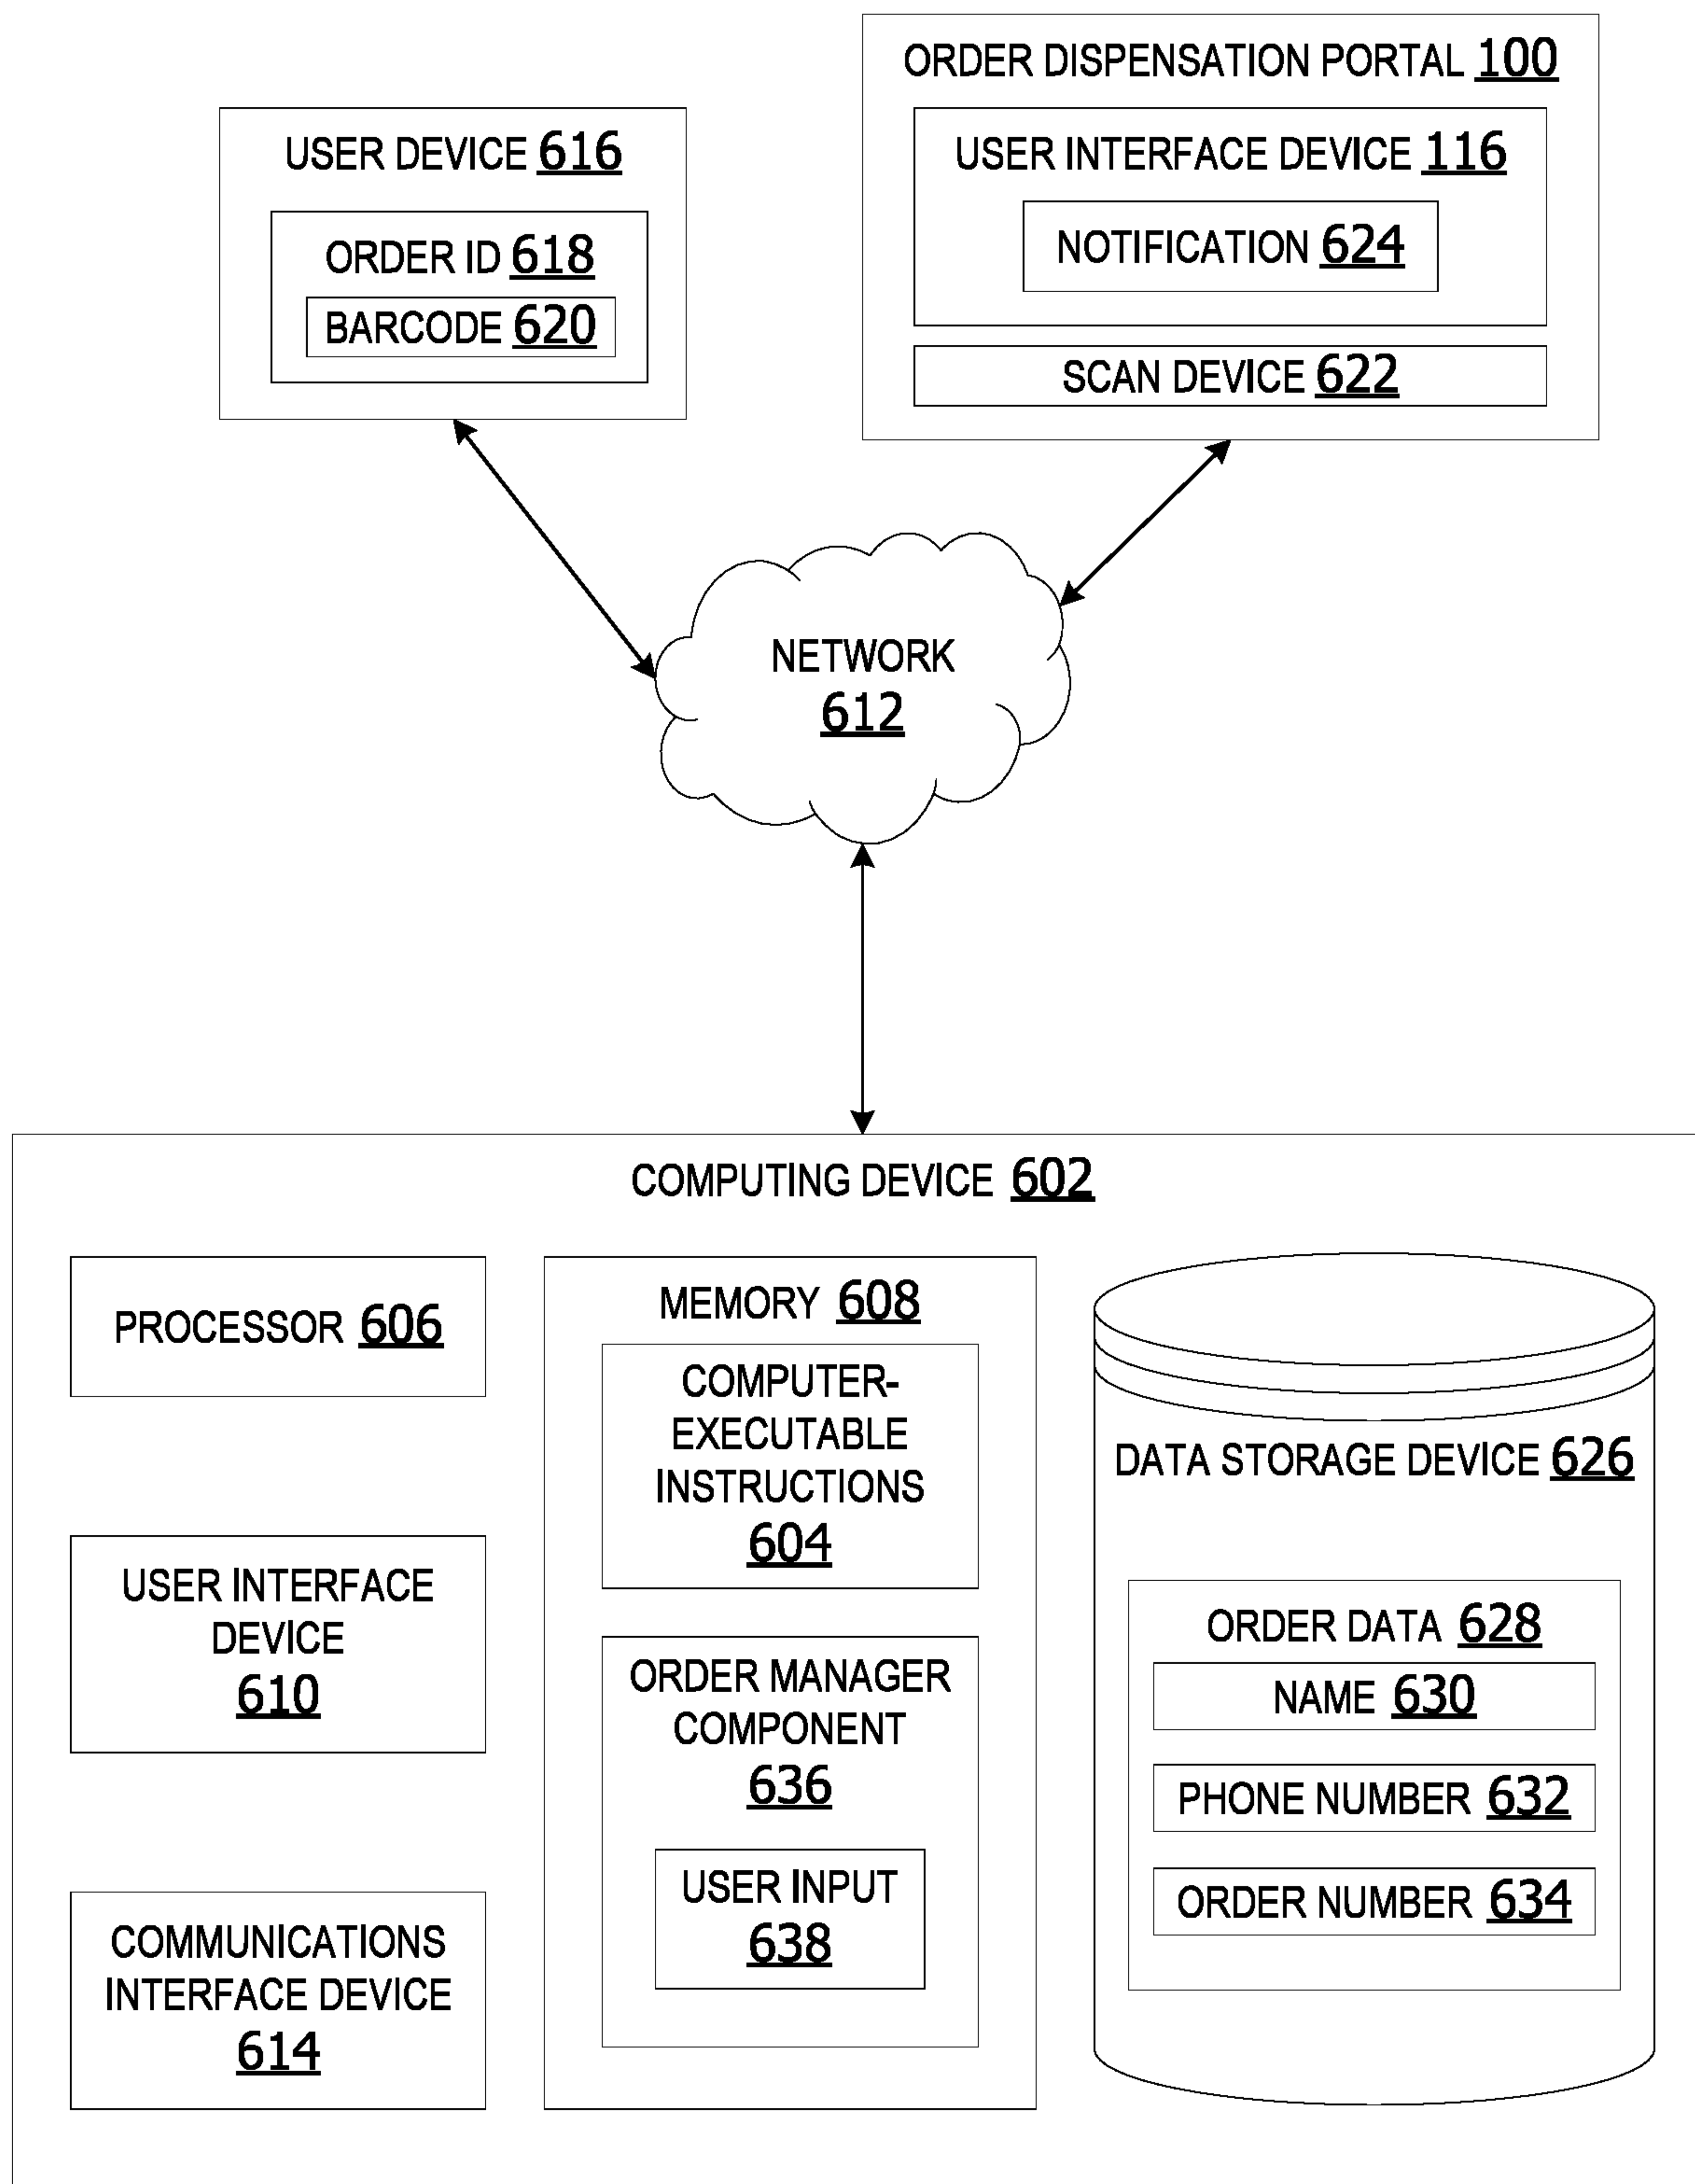 ORDER DISPENSATION PORTAL 100
USER INTERFACE DEVICE 116
NOTIFICATION 624
SCAN DEVICE 622
USER DEVICE 616
ORDER ID 618
BARCODE 620
NETWORK
612
COMPUTING DEVICE 602
PROCESSOR 606
USER INTERFACE
DEVICE
610
COMMUNICATIONS
INTERFACE DEVICE
614
MEMORY 608
COMPUTER-
EXECUTABLE
INSTRUCTIONS
604
ORDER MANAGER
COMPONENT
636
USER INPUT
638
DATA STORAGE DEVICE 626
ORDER DATA 628
NAME 630
PHONE NUMBER 632
ORDER NUMBER 634